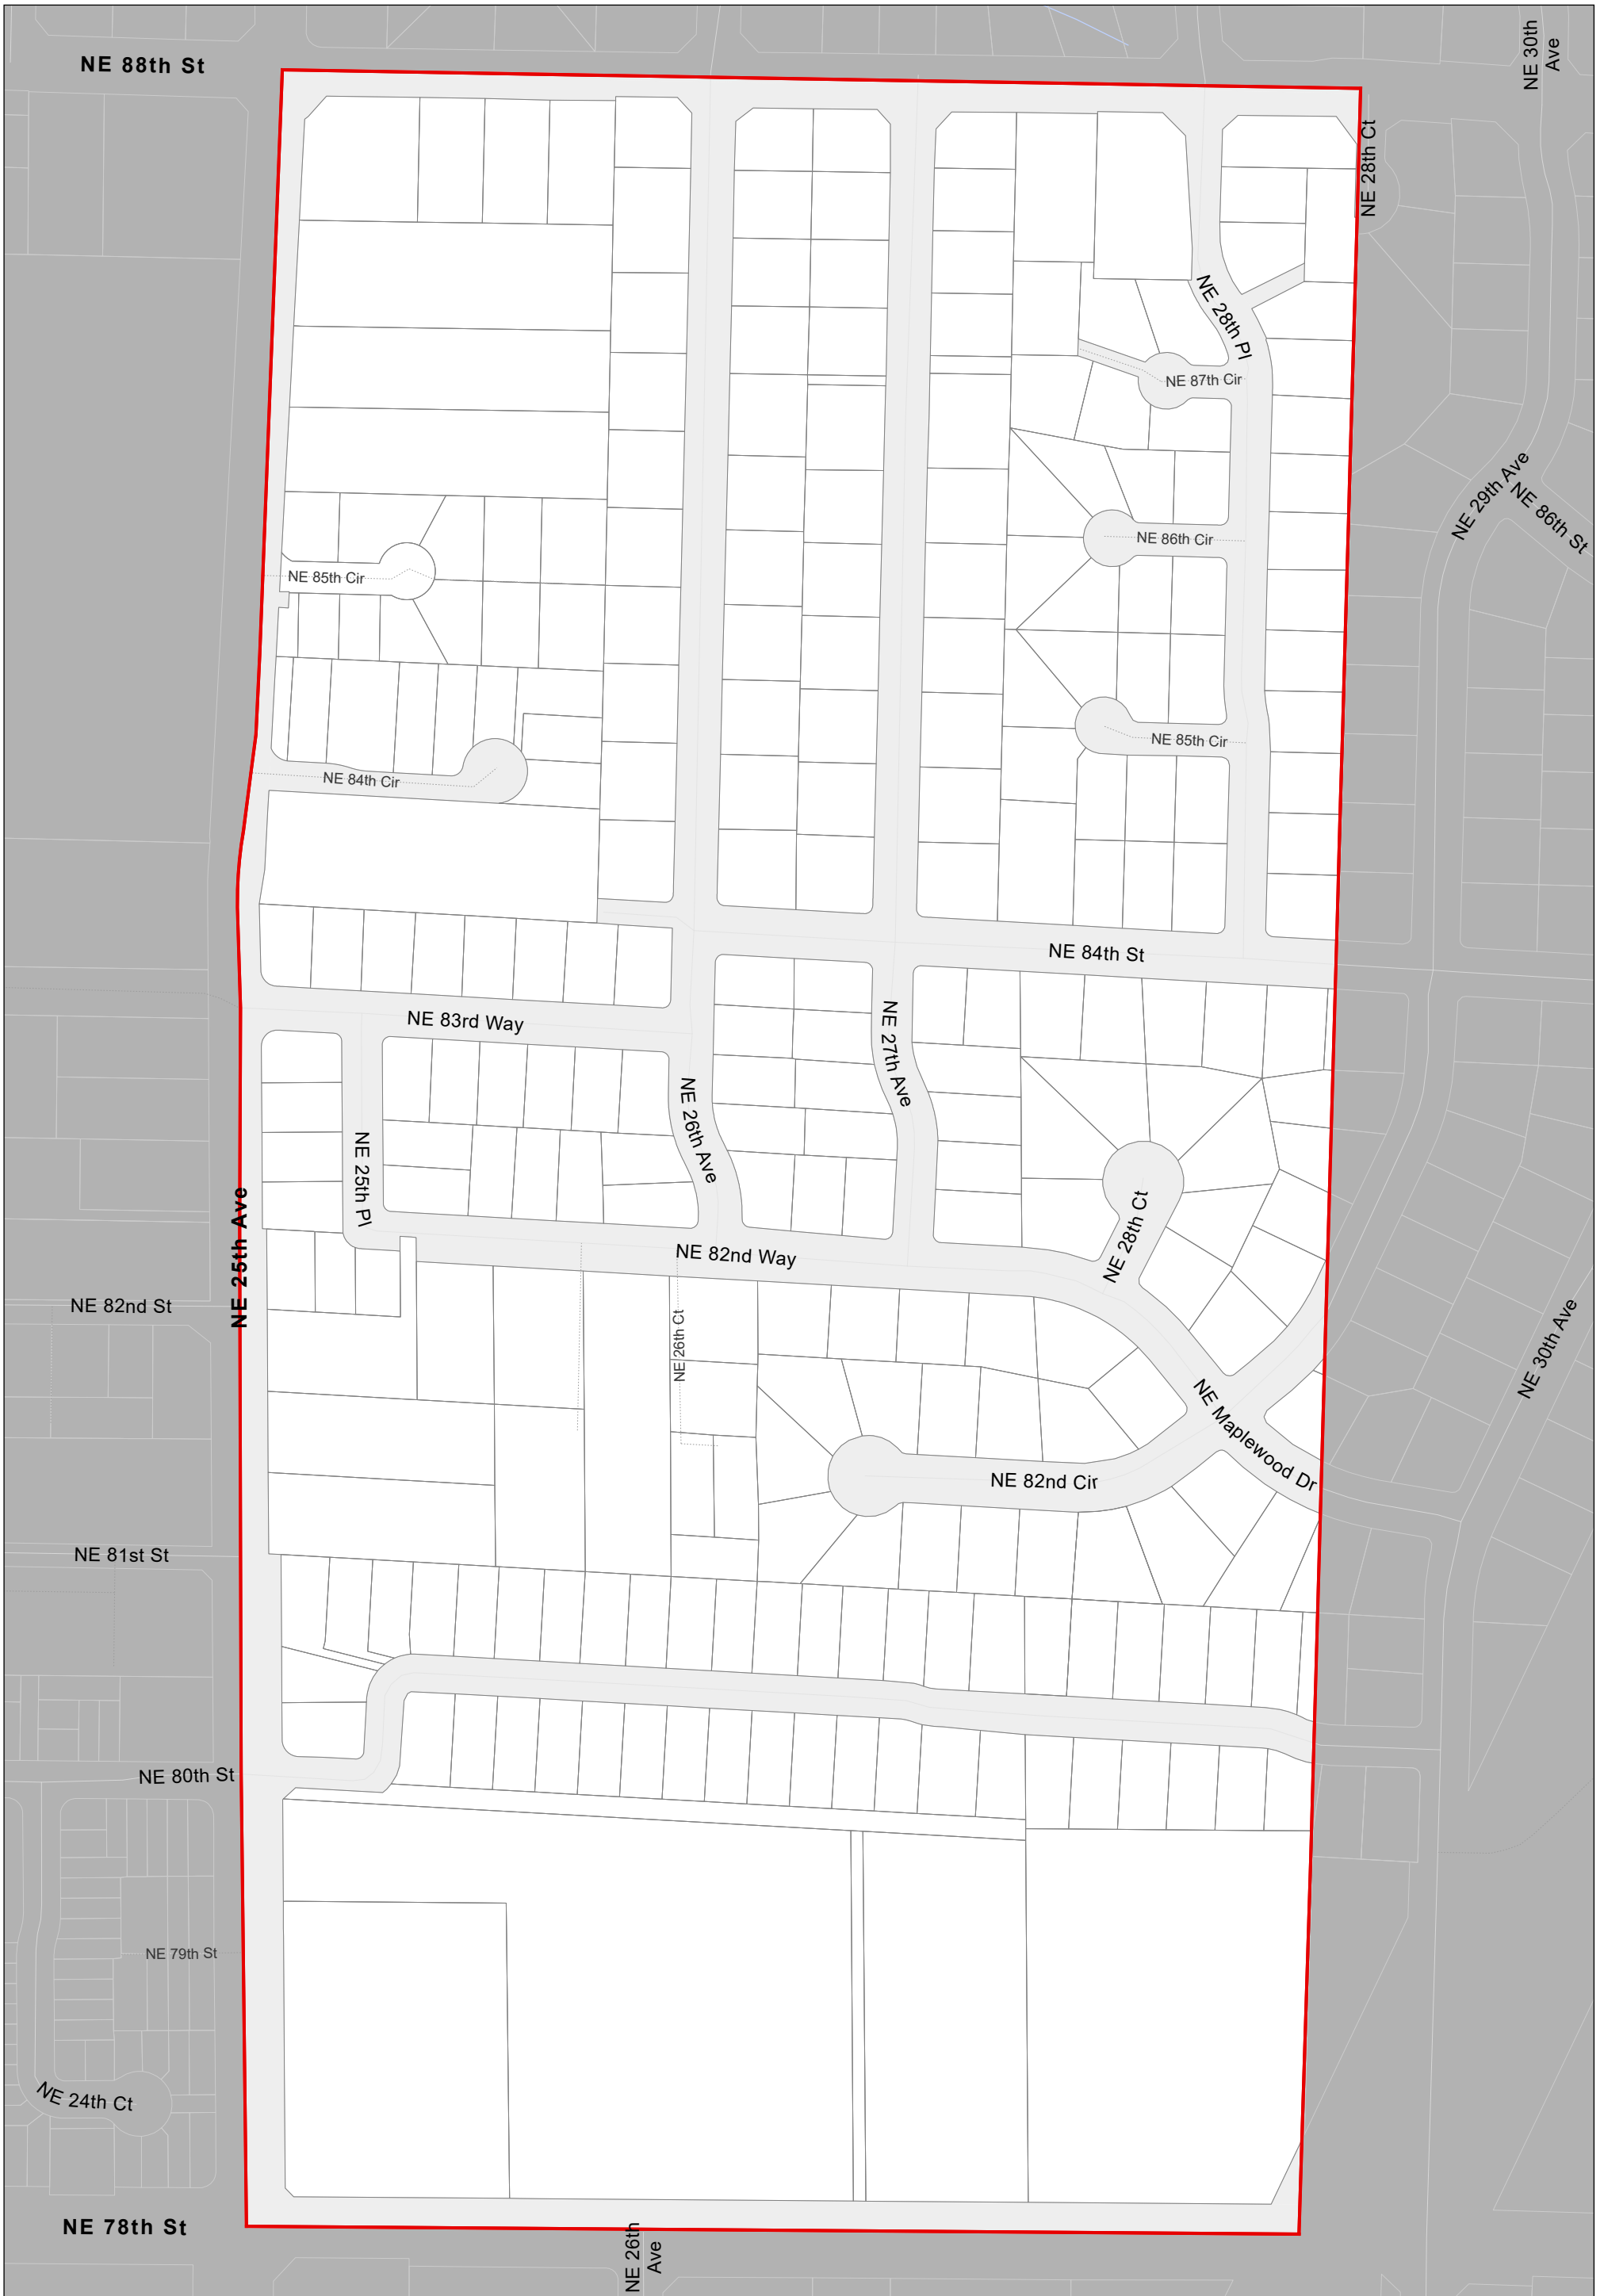 NE 88th St
NE 30th
Ave
NE 28th Ct
NE 28th Pl
NE 87th Cir
NE 29th Ave
NE 86th St
NE 86th Cir
NE 85th Cir
NE 85th Cir
NE 84th Cir
NE 84th St
NE 83rd Way
NE 27th Ave
NE 26th Ave
NE 25th Pl
NE 25th Ave
NE 82nd Way
NE 28th Ct
NE 82nd St
NE 26th Ct
NE 30th Ave
NE Maplewood Dr
NE 82nd Cir
NE 81st St
NE 80th St
NE 79th St
NE 24th Ct
NE 78th St
NE 26th
Ave